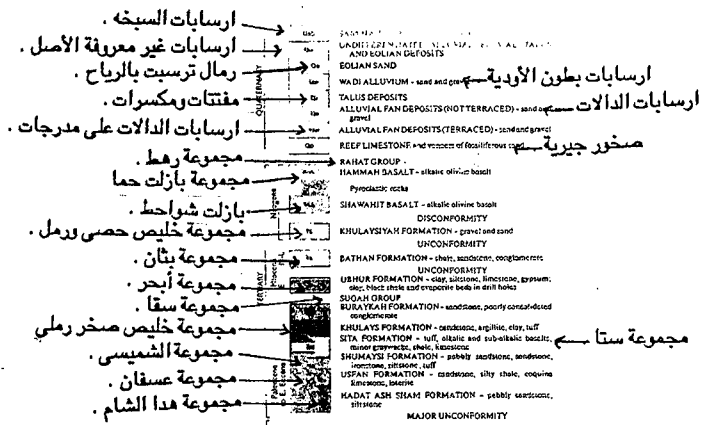 ارسابات السبخه .
ارسابات غير معروفة الأصل . AND EOLIAN DEPOSITS
رمال ترسبت بالرياح . Qe EOLIAN SAND
WADI ALLUVIUM - sand and gravel ارسابات بطون الأودية
مفتتات ومكسرات . TALUS DEPOSITS
ALLUVIAL FAN DEPOSITS (NOT TERRACED) - sand or gravel ارسابات الدالات
ارسابات الدالات على مدرجات . ALLUVIAL FAN DEPOSITS (TERRACED) - sand and gravel
REEF LIMESTONE and veneers of fossiliferous صخور جيرية
مجموعة رهط . RAHAT GROUP -
مجموعة بازلت حما HAMMAH BASALT - alkalic olivine basalt
Pyroclastic rocks
بازلت شواحط . SHAWAHIT BASALT - alkalic olivine basalt
DISCONFORMITY
مجموعة خليص حصى ورمل . KHULAYSIYAH FORMATION - gravel and sand
UNCONFORMITY
مجموعة بثان . BATHAN FORMATION - shale, sandstone, conglomerate
UNCONFORMITY
مجموعة أبحر . UBHUR FORMATION - clay, siltstone, limestone, gypsum;
clay, black shale and evaporite beds in drill holes
مجموعة سقا . SUQAH GROUP
BURAYKAH FORMATION - sandstone, poorly consolidated
conglomerate
مجموعة خليص صخر رملي KHULAYS FORMATION - sandstone, argillite, clay, tuff
SITA FORMATION - tuff, alkalic and sub-alkalic basalts, مجموعة ستا
minor graywacke, shale, limestone
مجموعة الشميسى . SHUMAYSI FORMATION - pebbly sandstone, sandstone,
ironstone, siltstone, tuff
مجموعة عسفان . USFAN FORMATION - sandstone, silty shale, coquina
limestone, laterite
مجموعة هدا الشام . HADAT ASH SHAM FORMATION - pebbly sandstone,
siltstone
MAJOR UNCONFORMITY
QUATERNARY
TERTIARY
Neogene
Paleocene
to E. Eocene